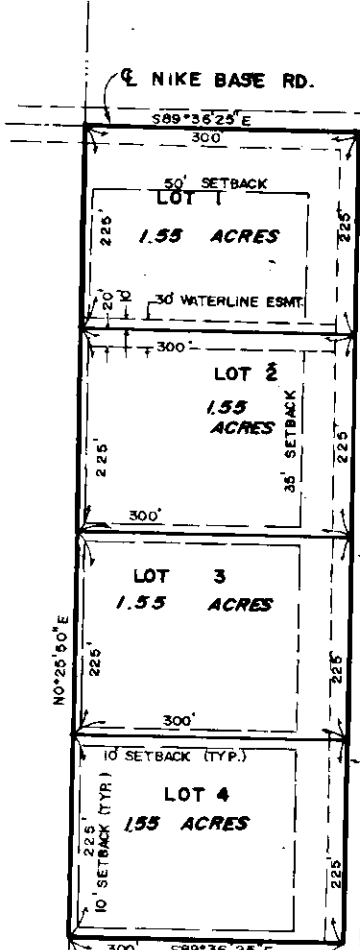 ℄ NIKE BASE RD.
S89°36'25"E
300'
50' SETBACK
LOT 1
225'
1.55 ACRES
225'
20'
10'
30' WATERLINE ESMT.
300'
LOT 2
1.55
ACRES
225'
35' SETBACK
225'
300'
LOT 3
1.55 ACRES
N0°25'50"E
225'
225'
300'
10' SETBACK (TYP.)
LOT 4
1.55 ACRES
225'
10' SETBACK (TYP.)
225'
300'
S89°36'25"E